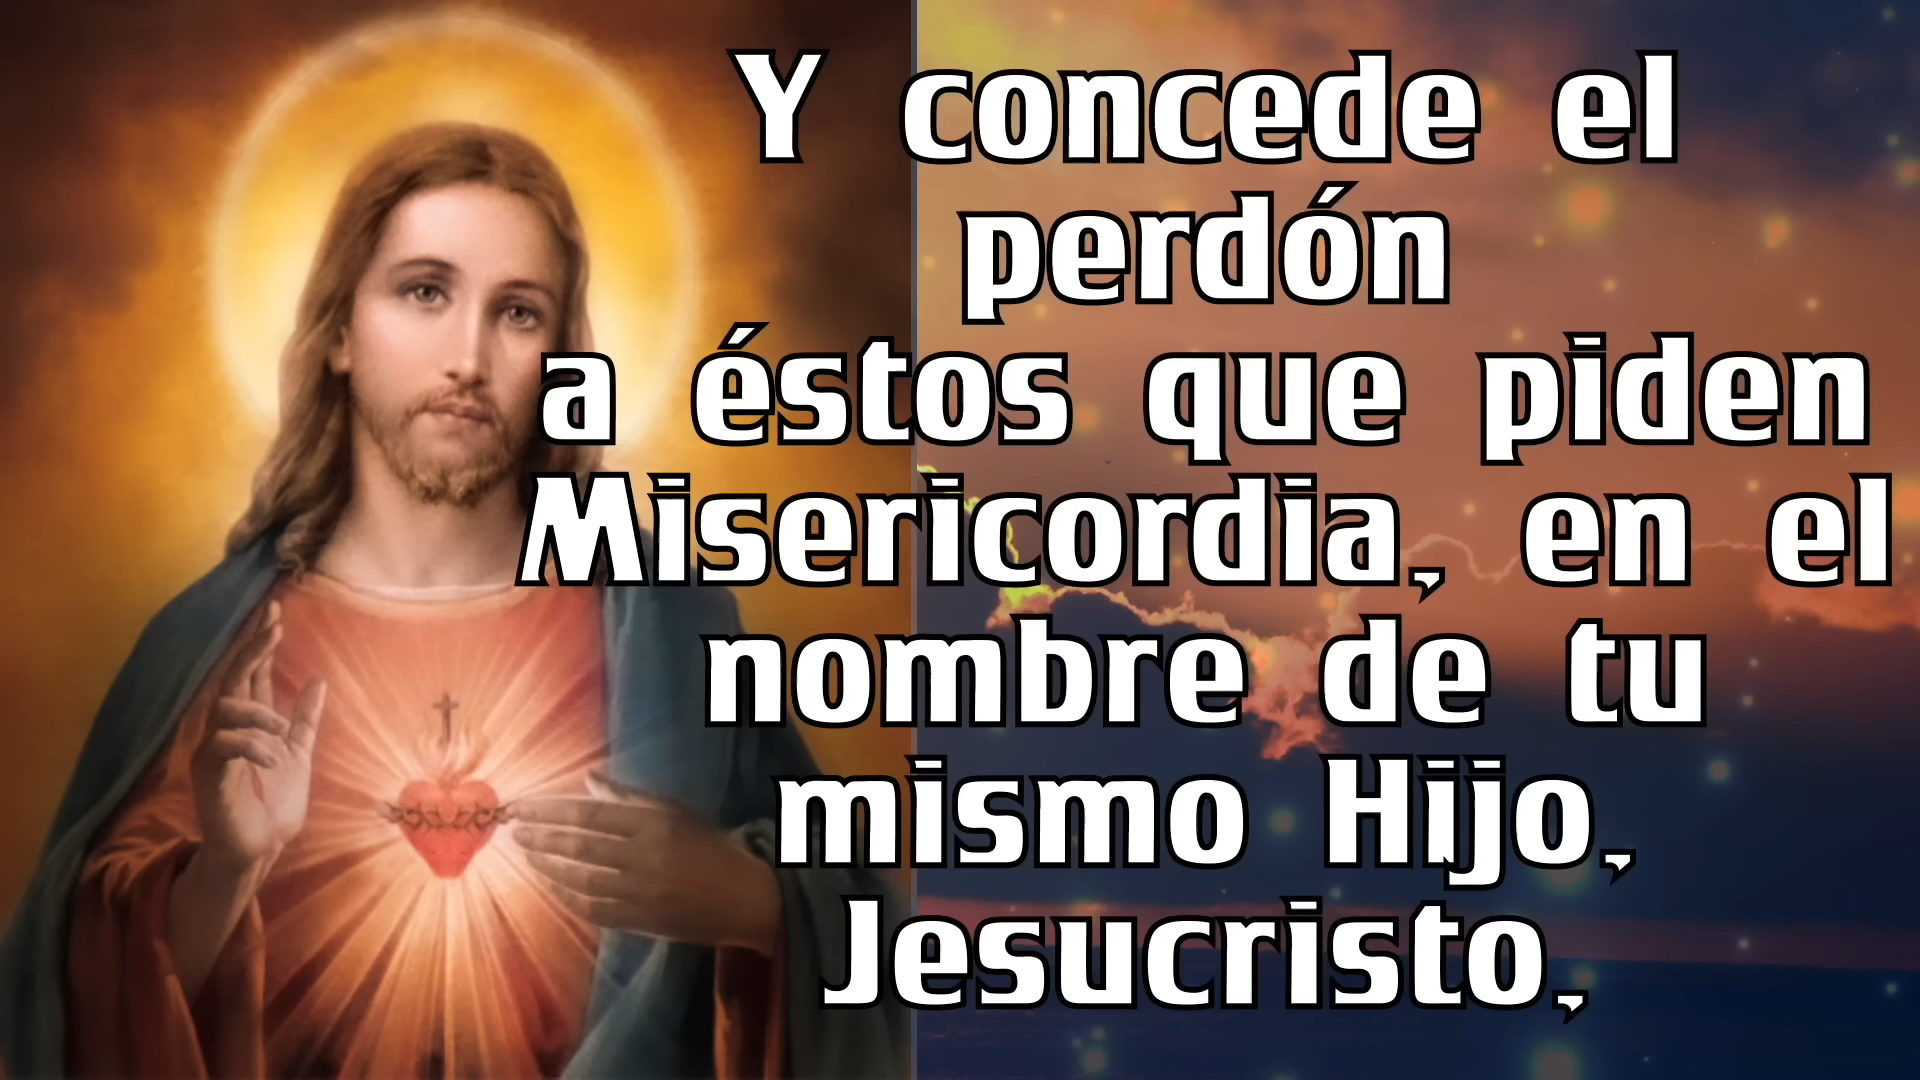 Y concede el
perdón
a éstos que piden
Misericordia, en el
nombre de tu
mismo Hijo,
Jesucristo,